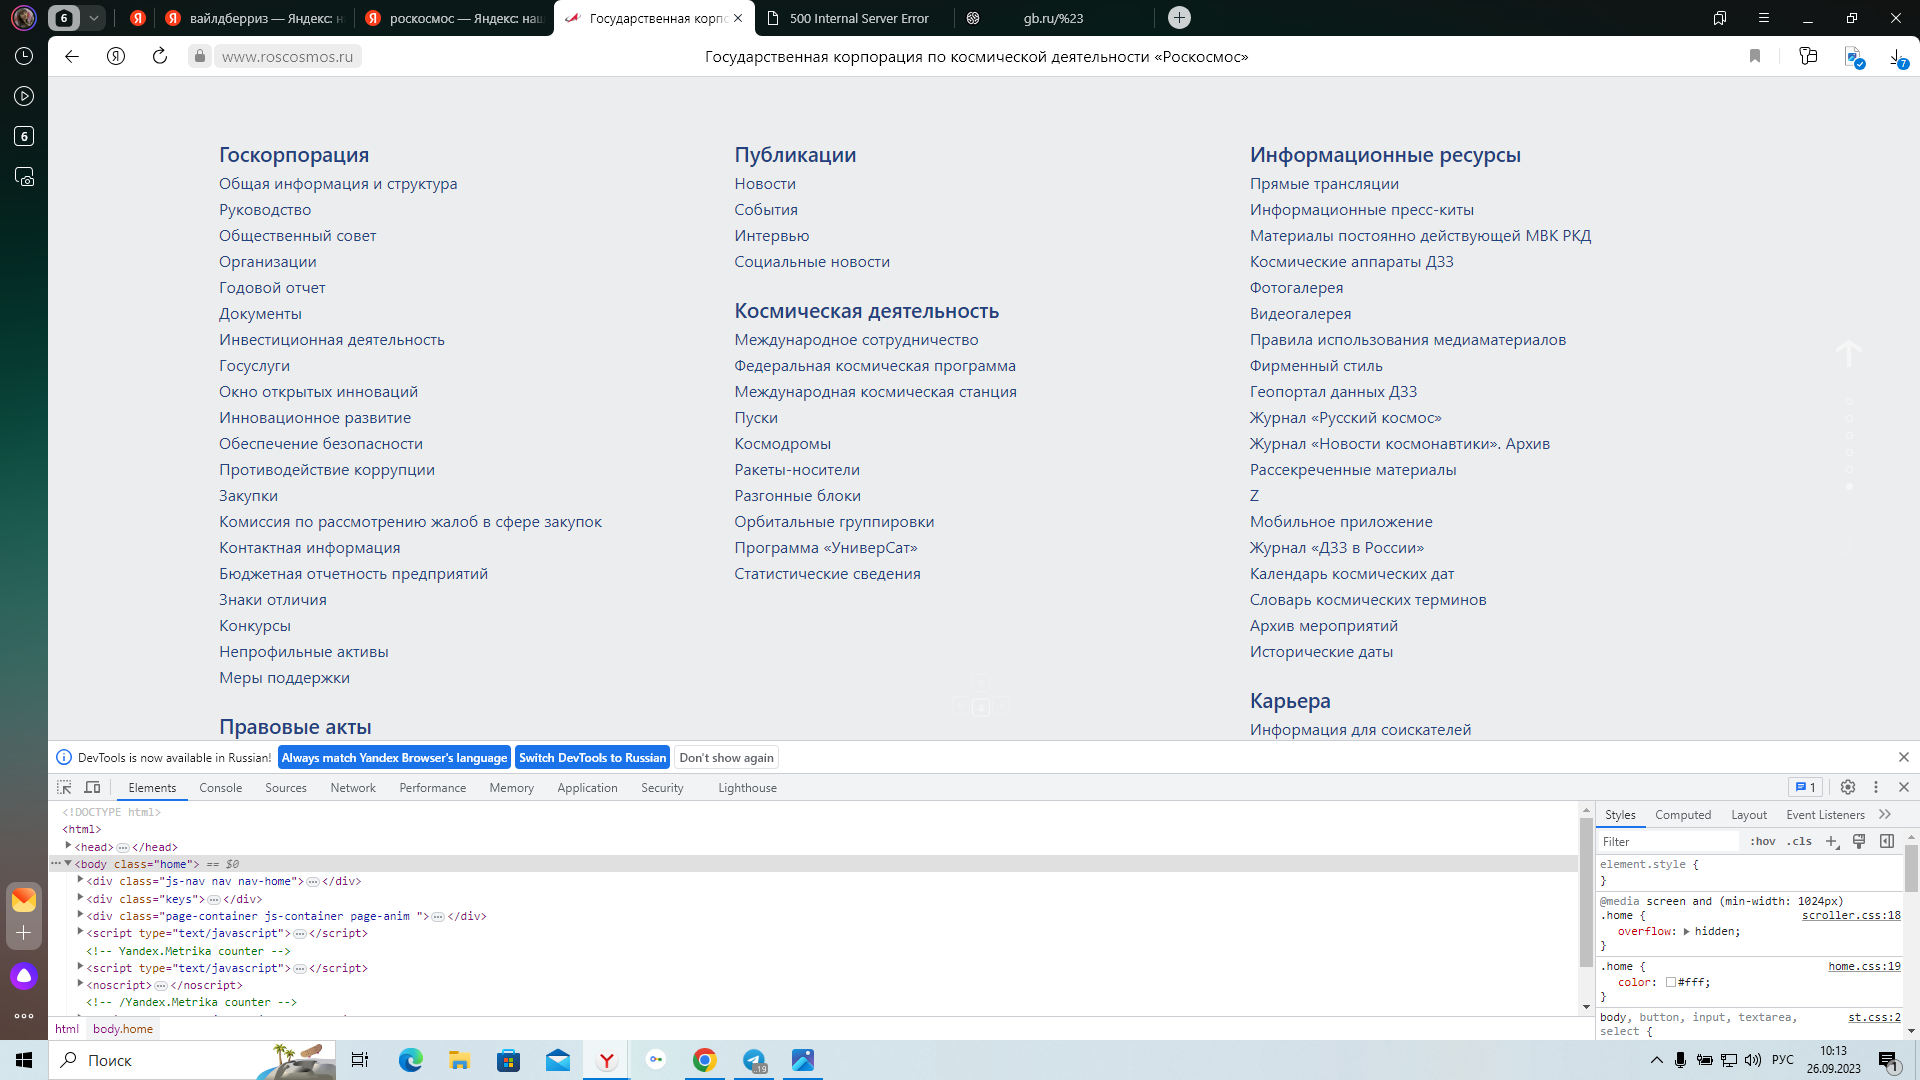 6
вайлдберриз — Яндекс: н
роскосмос — Яндекс: наш
Государственная корпо
500 Internal Server Error
gb.ru/%23
www.roscosmos.ru
Государственная корпорация по космической деятельности «Роскосмос»
7
6
Госкорпорация
Общая информация и структура
Руководство
Общественный совет
Организации
Годовой отчет
Документы
Инвестиционная деятельность
Госуслуги
Окно открытых инноваций
Инновационное развитие
Обеспечение безопасности
Противодействие коррупции
Закупки
Комиссия по рассмотрению жалоб в сфере закупок
Контактная информация
Бюджетная отчетность предприятий
Знаки отличия
Конкурсы
Непрофильные активы
Меры поддержки
Правовые акты
Публикации
Новости
События
Интервью
Социальные новости
Космическая деятельность
Международное сотрудничество
Федеральная космическая программа
Международная космическая станция
Пуски
Космодромы
Ракеты-носители
Разгонные блоки
Орбитальные группировки
Программа «УниверСат»
Статистические сведения
Информационные ресурсы
Прямые трансляции
Информационные пресс-киты
Материалы постоянно действующей МВК РКД
Космические аппараты ДЗЗ
Фотогалерея
Видеогалерея
Правила использования медиаматериалов
Фирменный стиль
Геопортал данных ДЗЗ
Журнал «Русский космос»
Журнал «Новости космонавтики». Архив
Рассекреченные материалы
Z
Мобильное приложение
Журнал «ДЗЗ в России»
Календарь космических дат
Словарь космических терминов
Архив мероприятий
Исторические даты
Карьера
Информация для соискателей
DevTools is now available in Russian! Always match Yandex Browser's language Switch DevTools to Russian Don't show again
Elements Console Sources Network Performance Memory Application Security Lighthouse 1
<!DOCTYPE html>
<html>
<head>…</head>
<body class="home"> == $0
<div class="js-nav nav nav-home">…</div>
<div class="keys">…</div>
<div class="page-container js-container page-anim ">…</div>
<script type="text/javascript">…</script>
<!-- Yandex.Metrika counter -->
<script type="text/javascript">…</script>
<noscript>…</noscript>
<!-- /Yandex.Metrika counter -->
html body.home
Styles Computed Layout Event Listeners
Filter :hov .cls
element.style {
}
@media screen and (min-width: 1024px)
.home { scroller.css:18
overflow: hidden;
}
.home { home.css:19
color: #fff;
}
body, button, input, textarea, st.css:2
select {
Поиск
19
РУС
10:13
26.09.2023
1